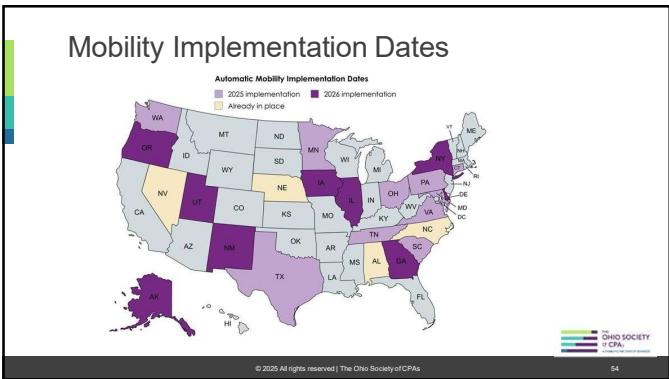 Mobility Implementation Dates
Automatic Mobility Implementation Dates
2025 implementation 2026 implementation
Already in place
WA
MT
ND
MN
VT
ME
OR
ID
SD
WI
MI
NH
NY
MA
CT
RI
WY
IA
PA
NJ
NV
NE
IL
IN
OH
DE
UT
CO
WV
MD
VA
DC
CA
KS
MO
KY
NC
TN
AZ
NM
OK
AR
SC
MS
AL
GA
TX
LA
AK
FL
HI
THE
OHIO SOCIETY
OF CPAs
© 2025 All rights reserved | The Ohio Society of CPAs
54